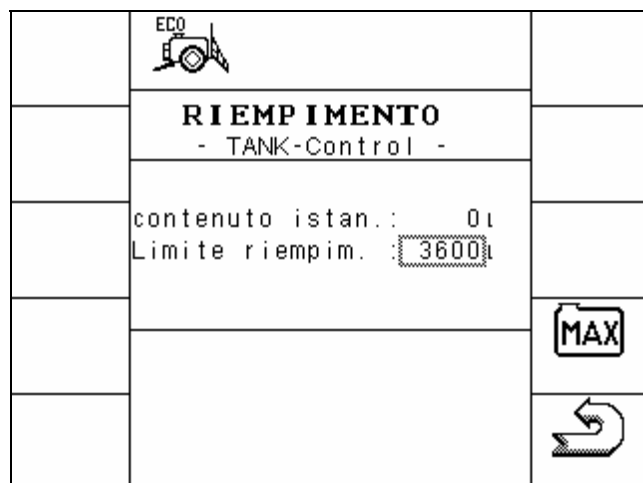 ECO
RIEMPIMENTO
- TANK-Control -
contenuto istan.: 0l
Limite riempim. : 3600l
MAX